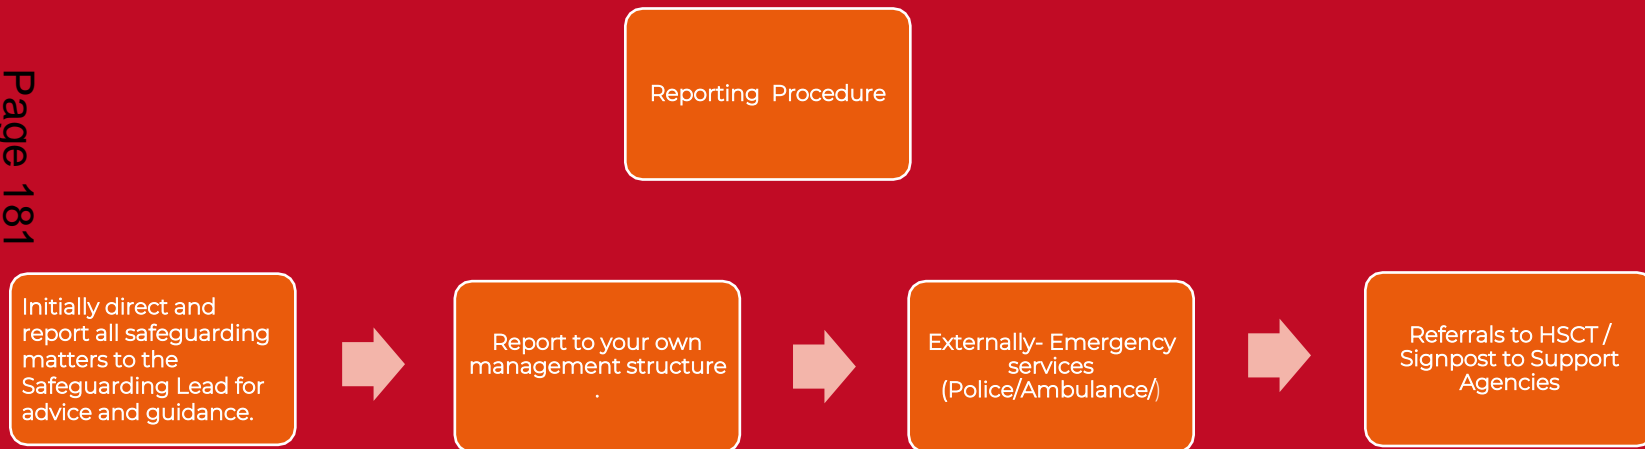 Page 181
Reporting  Procedure
Initially direct and
report all safeguarding
matters to the
Safeguarding Lead for
advice and guidance.
Report to your own
management structure
.
Externally- Emergency
services
(Police/Ambulance/)
Referrals to HSCT /
Signpost to Support
Agencies